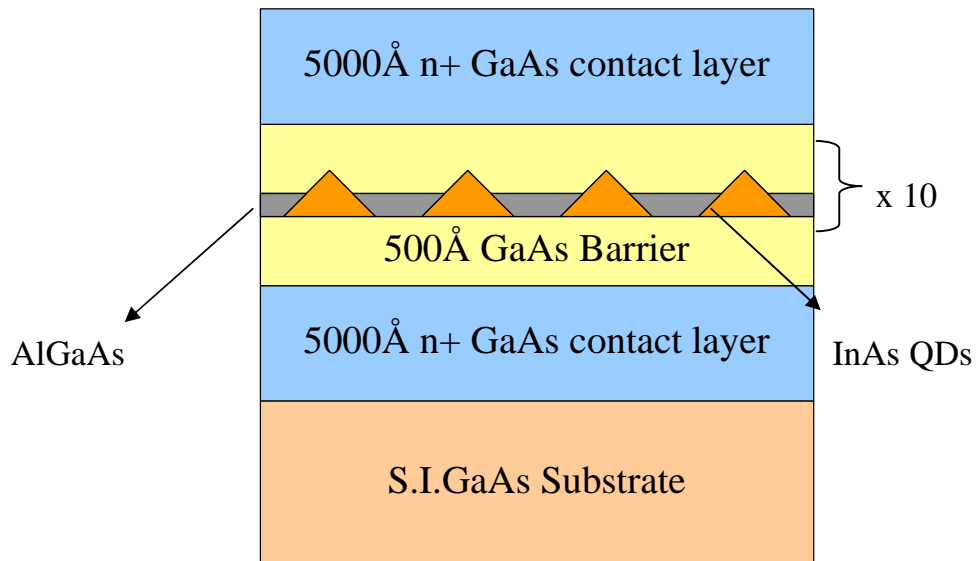 5000Å n+ GaAs contact layer
x 10
500Å GaAs Barrier
5000Å n+ GaAs contact layer
AlGaAs
InAs QDs
S.I.GaAs Substrate